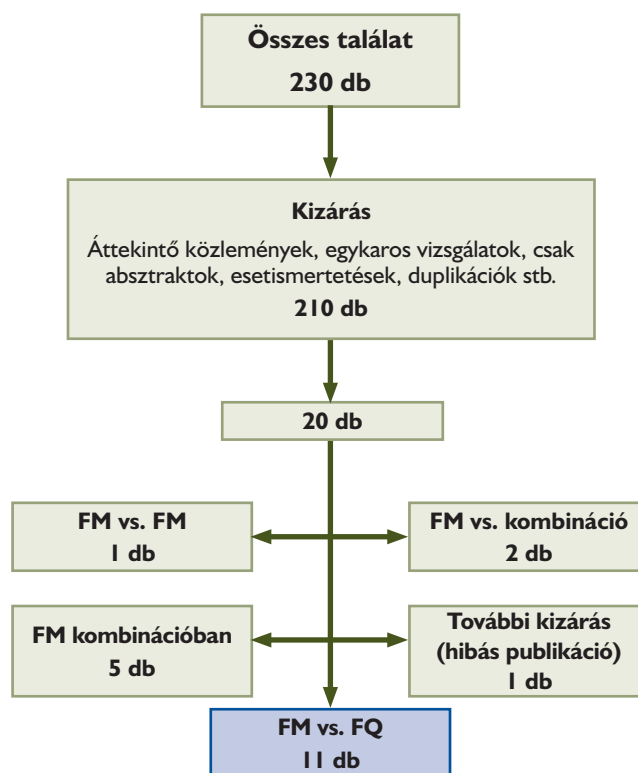 Összes találat
230 db
Kizárás
Áttekintő közlemények, egykaros vizsgálatok, csak
absztraktok, esetismertetések, duplikációk stb.
210 db
20 db
FM vs. FM
1 db
FM vs. kombináció
2 db
FM kombinációban
5 db
További kizárás
(hibás publikáció)
1 db
FM vs. FQ
11 db